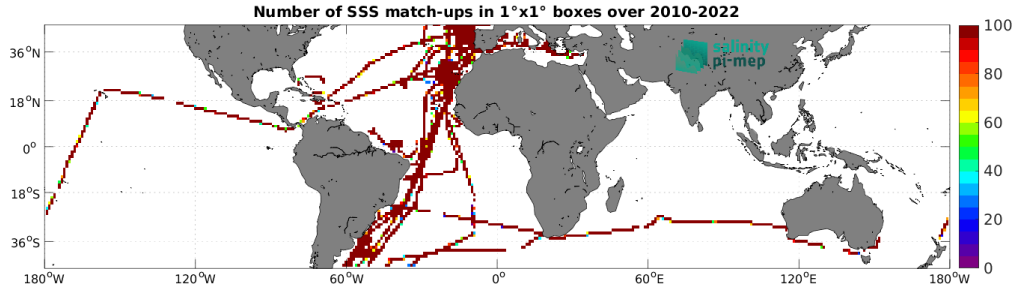 Number of SSS match-ups in 1°x1° boxes over 2010-2022
36°N
18°N
0°
18°S
36°S
180°W
120°W
60°W
0°
60°E
120°E
180°W
salinity
pi-mep
100
80
60
40
20
0